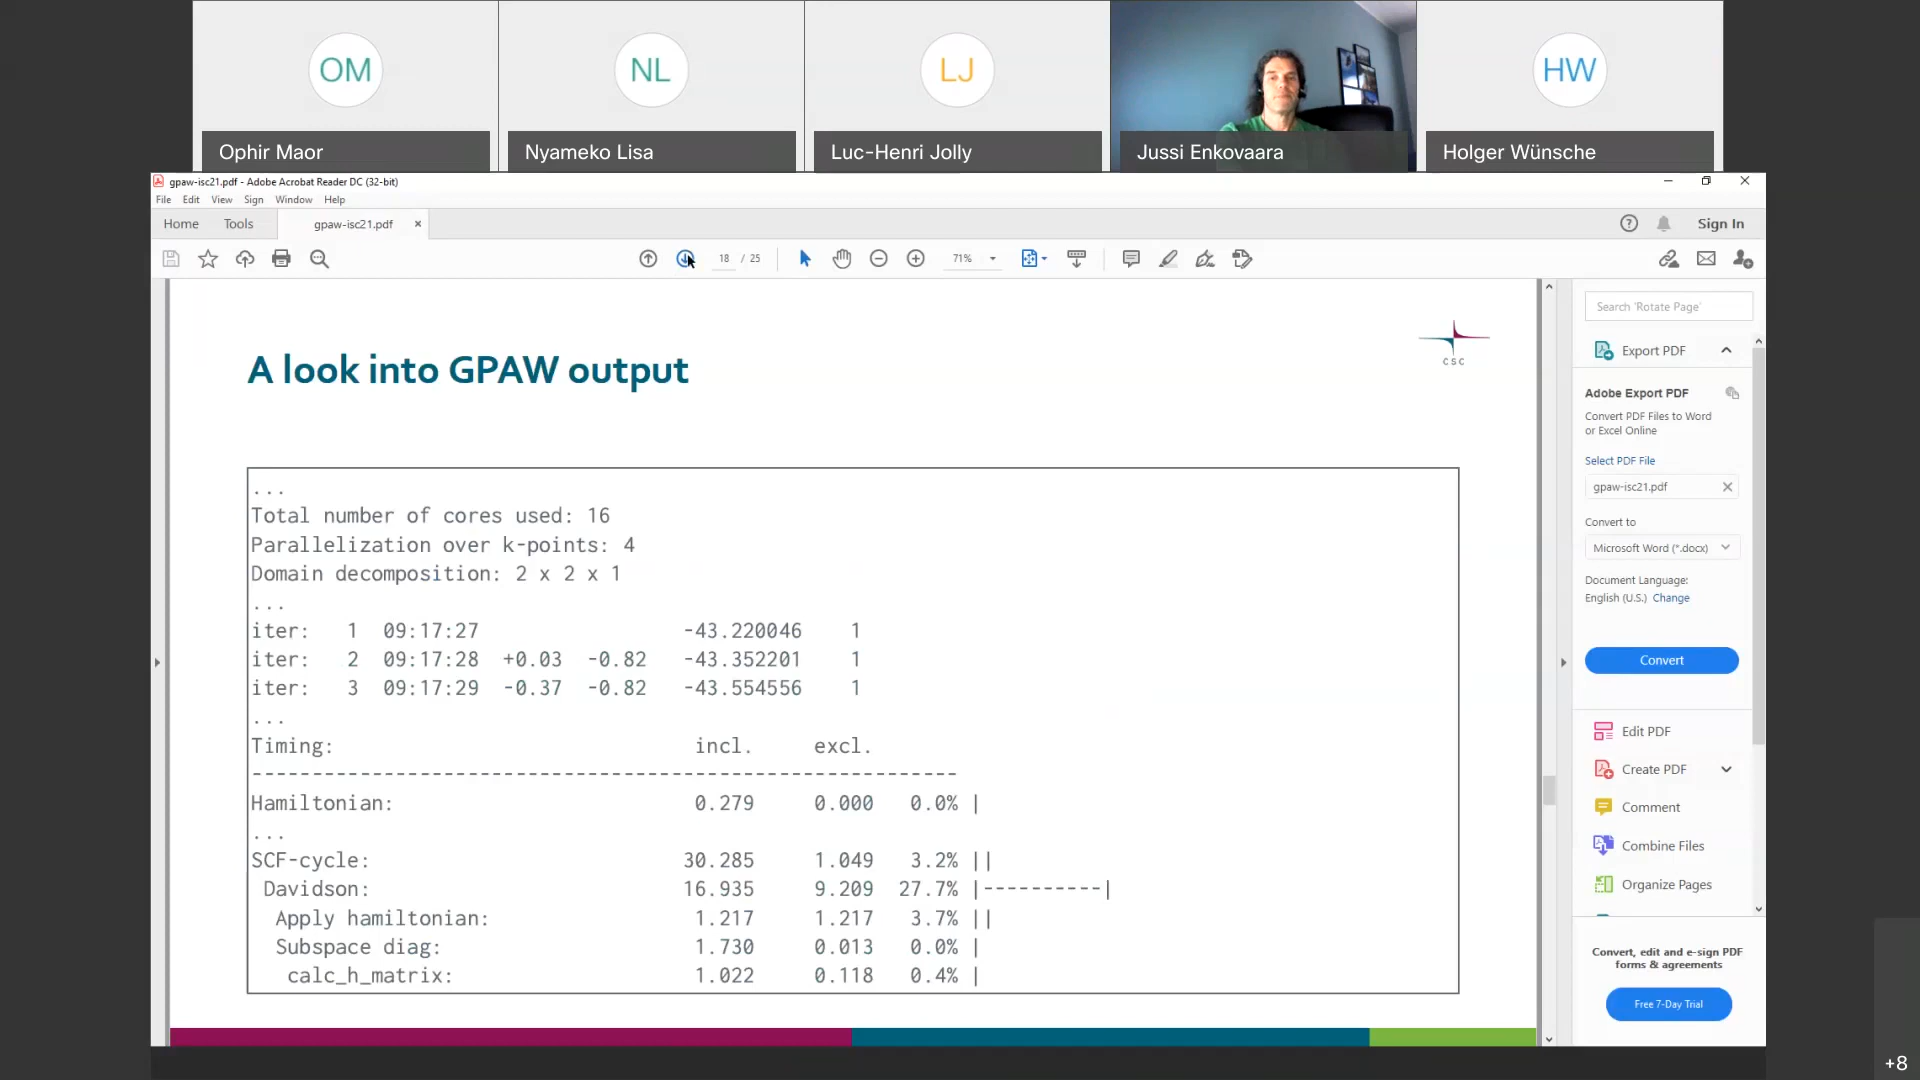 OM
NL
LJ
HW
Ophir Maor
Nyameko Lisa
Luc-Henri Jolly
Jussi Enkovaara
Holger Wünsche
gpaw-isc21.pdf - Adobe Acrobat Reader DC (32-bit)
File Edit View Sign Window Help
Home Tools gpaw-isc21.pdf × Sign In
18 / 25 71%
A look into GPAW output
CSC
...
Total number of cores used: 16
Parallelization over k-points: 4
Domain decomposition: 2 x 2 x 1
...
iter: 1 09:17:27 -43.220046 1
iter: 2 09:17:28 +0.03 -0.82 -43.352201 1
iter: 3 09:17:29 -0.37 -0.82 -43.554556 1
...
Timing: incl. excl.
-----------------------------------------------------------
Hamiltonian: 0.279 0.000 0.0% |
...
SCF-cycle: 30.285 1.049 3.2% ||
Davidson: 16.935 9.209 27.7% |----------|
Apply hamiltonian: 1.217 1.217 3.7% ||
Subspace diag: 1.730 0.013 0.0% |
calc_h_matrix: 1.022 0.118 0.4% |
Search 'Rotate Page'
Export PDF
Adobe Export PDF
Convert PDF Files to Word
or Excel Online
Select PDF File
gpaw-isc21.pdf
Convert to
Microsoft Word (*.docx)
Document Language:
English (U.S.) Change
Convert
Edit PDF
Create PDF
Comment
Combine Files
Organize Pages
Convert, edit and e-sign PDF
forms & agreements
Free 7-Day Trial
+8